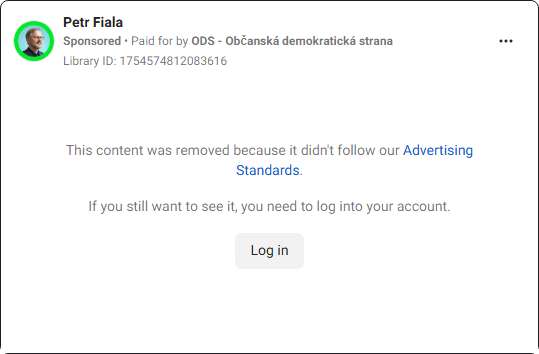 Petr Fiala
Sponsored • Paid for by ODS - Občanská demokratická strana
Library ID: 1754574812083616
This content was removed because it didn't follow our Advertising
Standards.
If you still want to see it, you need to log into your account.
Log in